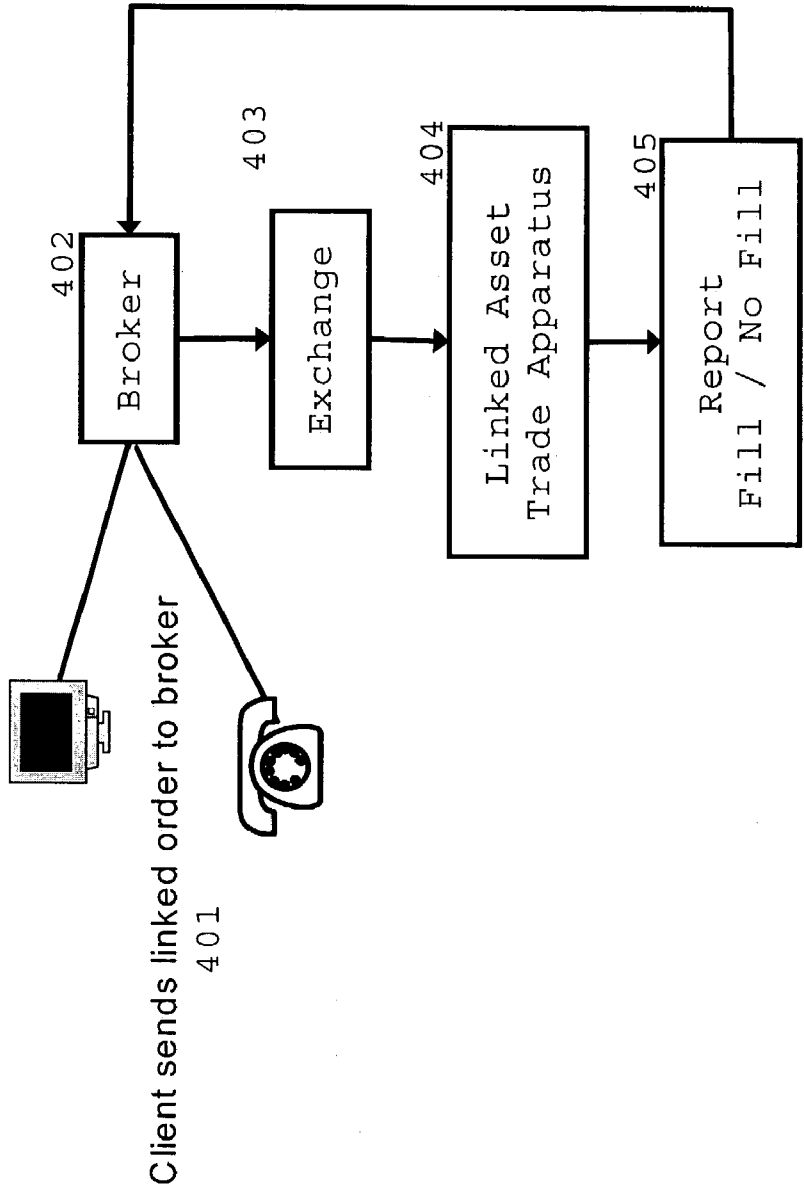 Client sends linked order to broker
401
402
Broker
403
Exchange
404
Linked Asset
Trade Apparatus
405
Report
Fill / No Fill